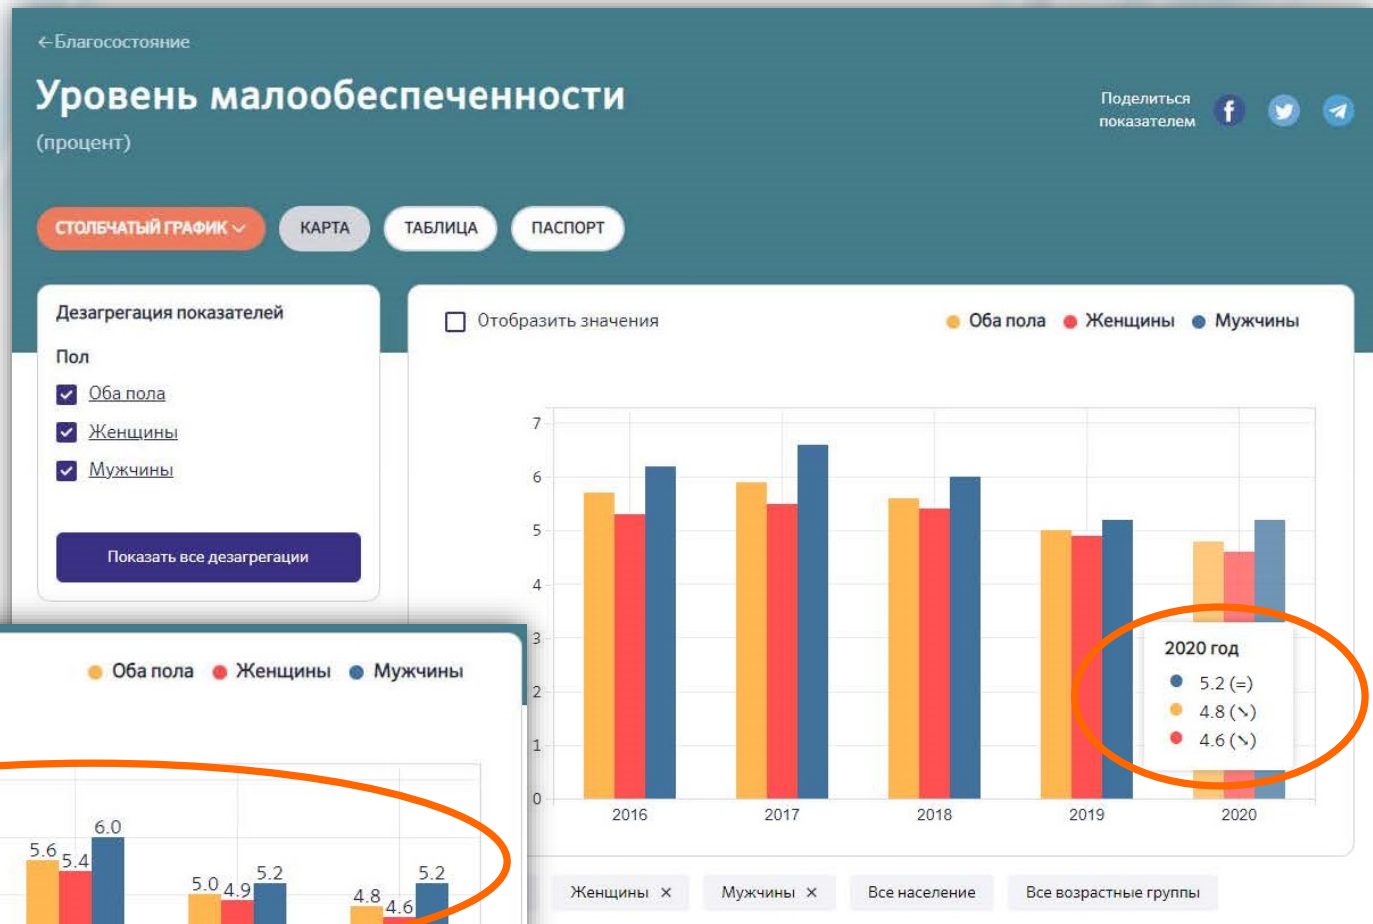 ←Благосостояние
Уровень малообеспеченности
(процент)
Поделиться
показателем
СТОЛБЧАТЫЙ ГРАФИК
КАРТА
ТАБЛИЦА
ПАСПОРТ
Дезагрегация показателей
Пол
Оба пола
Женщины
Мужчины
Показать все дезагрегации
Отобразить значения
Оба пола Женщины Мужчины
7
6
5
4
3
2
1
0
2016 2017 2018 2019 2020
2020 год
5.2 (=)
4.8 (↘)
4.6 (↘)
Оба пола Женщины Мужчины
5.6 5.4 6.0
5.0 4.9 5.2
4.8 4.6 5.2
Женщины × Мужчины × Все население Все возрастные группы